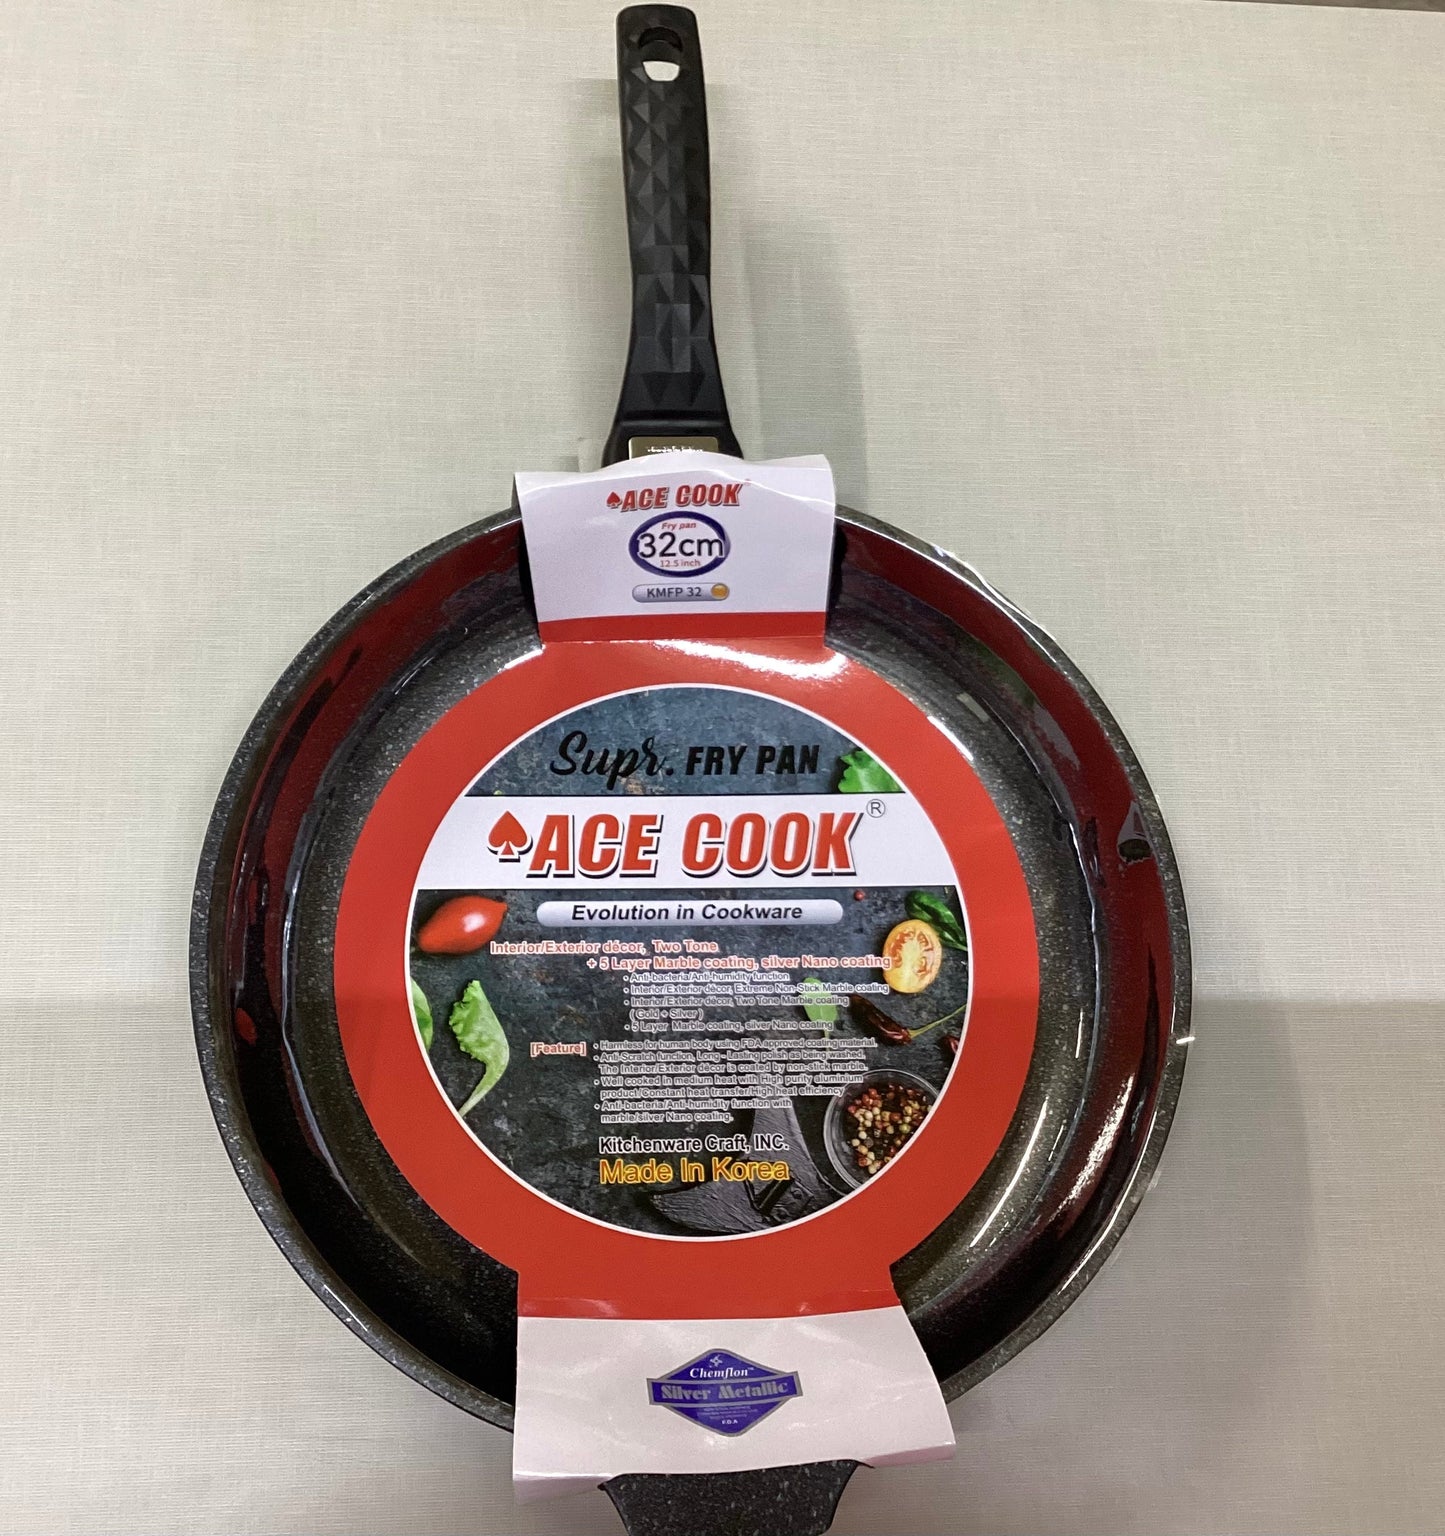 ACE COOK
Fry pan
32cm
12.5 inch
KMFP 32
Supr. FRY PAN
ACE COOK®
Evolution in Cookware
Interior/Exterior décor, Two Tone
+ 5 Layer Marble coating, silver Nano coating
• Anti-bacteria/Anti-humidity function
• Interior/Exterior décor, Extreme Non-Stick Marble coating
• Interior/Exterior décor, Two Tone Marble coating
( Gold + Silver )
• 5 Layer Marble coating, silver Nano coating
[Feature] • Harmless for human body using FDA approved coating material.
• Anti-Scratch function, Long - Lasting polish as being washed.
The Interior/Exterior décor is coated by non-stick marble.
• Well cooked in medium heat with High purity aluminium
product/Constant heat transfer/High heat efficiency
• Anti-bacteria/Anti-humidity function with
marble/silver Nano coating.
Kitchenware Craft, INC.
Made In Korea
Chemflon™
Silver Metallic
F.D.A